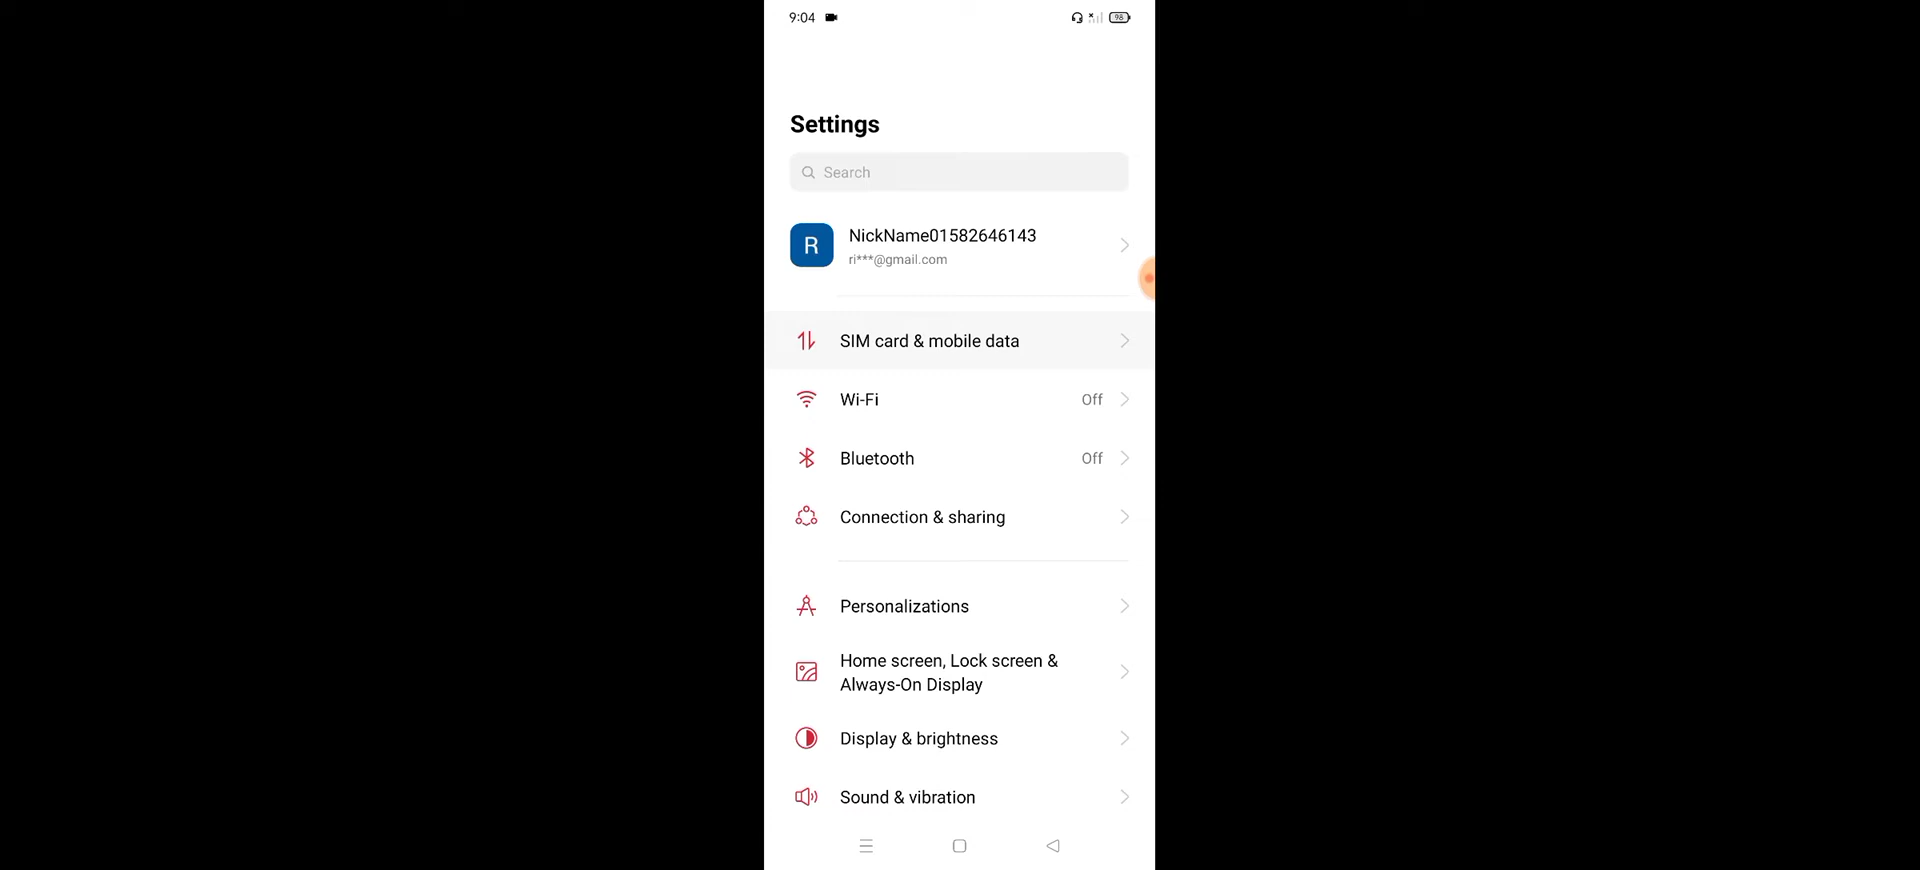 9:04
98
Settings
Search
R
NickName01582646143
ri***@gmail.com
SIM card & mobile data
Wi-Fi
Off
Bluetooth
Off
Connection & sharing
Personalizations
Home screen, Lock screen &
Always-On Display
Display & brightness
Sound & vibration